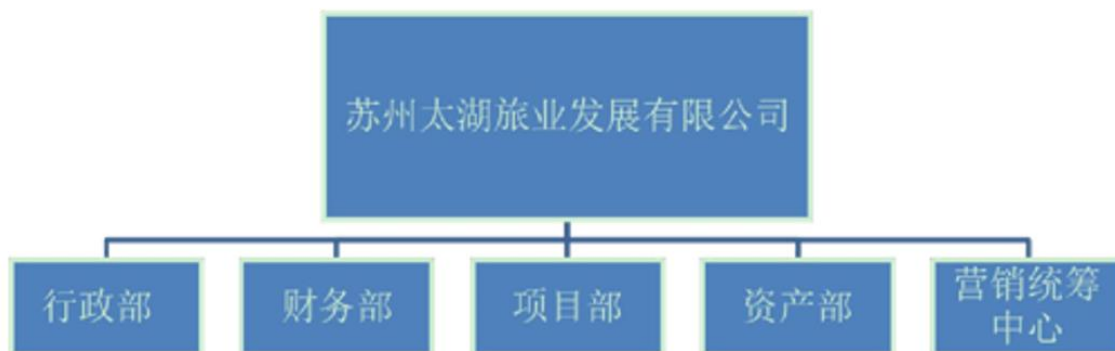 苏州太湖旅业发展有限公司
行政部
财务部
项目部
资产部
营销统筹
中心